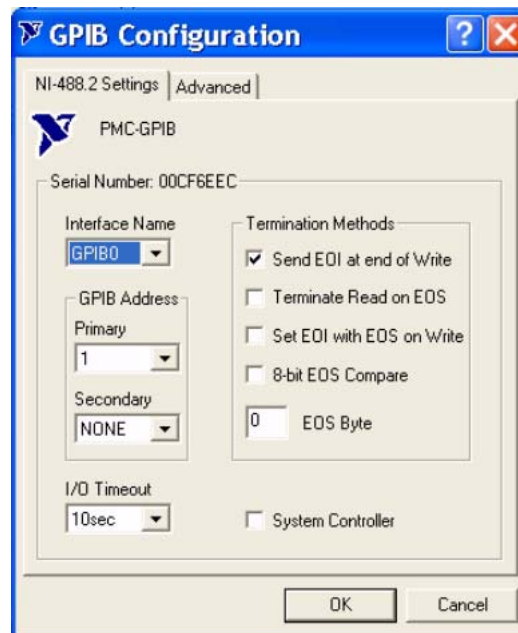 GPIB Configuration
NI-488.2 Settings
Advanced
PMC-GPIB
Serial Number: 00CF6EEC
Interface Name
GPIB0
GPIB Address
Primary
1
Secondary
NONE
I/O Timeout
10sec
Termination Methods
Send EOI at end of Write
Terminate Read on EOS
Set EOI with EOS on Write
8-bit EOS Compare
0 EOS Byte
System Controller
OK
Cancel